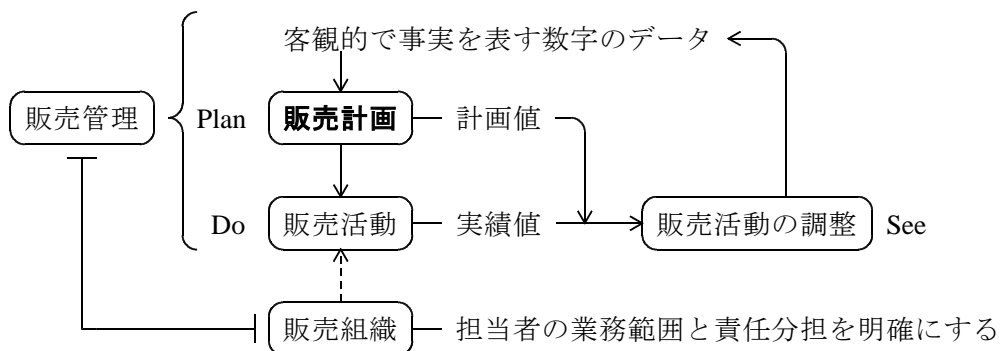 客観的で事実を表す数字のデータ
販売管理 Plan 販売計画 計画値
Do 販売活動 実績値 販売活動の調整 See
販売組織 担当者の業務範囲と責任分担を明確にする